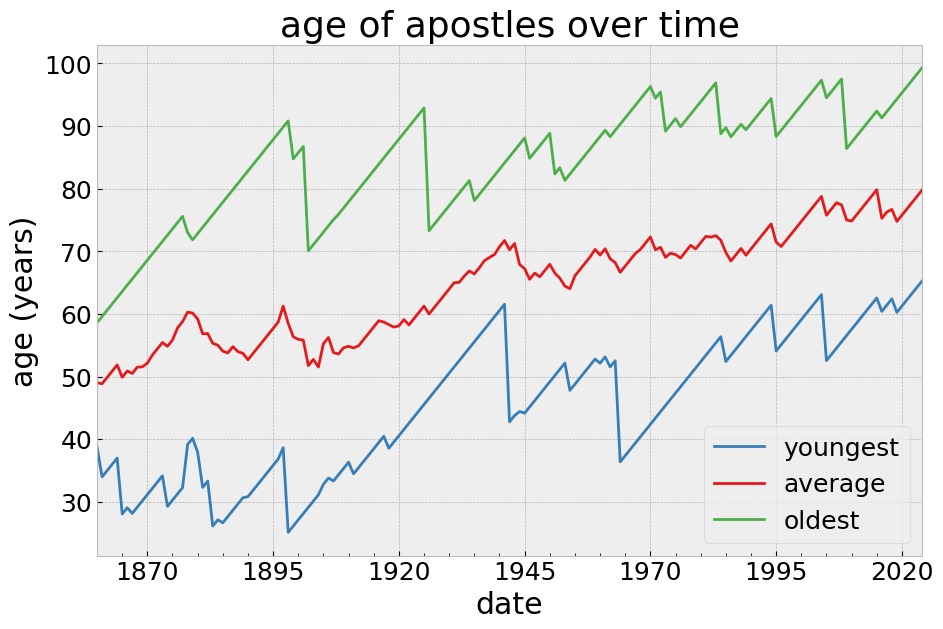 age of apostles over time
age (years)
100
90
80
70
60
50
40
30
youngest
average
oldest
1870 1895 1920 1945 1970 1995 2020
date